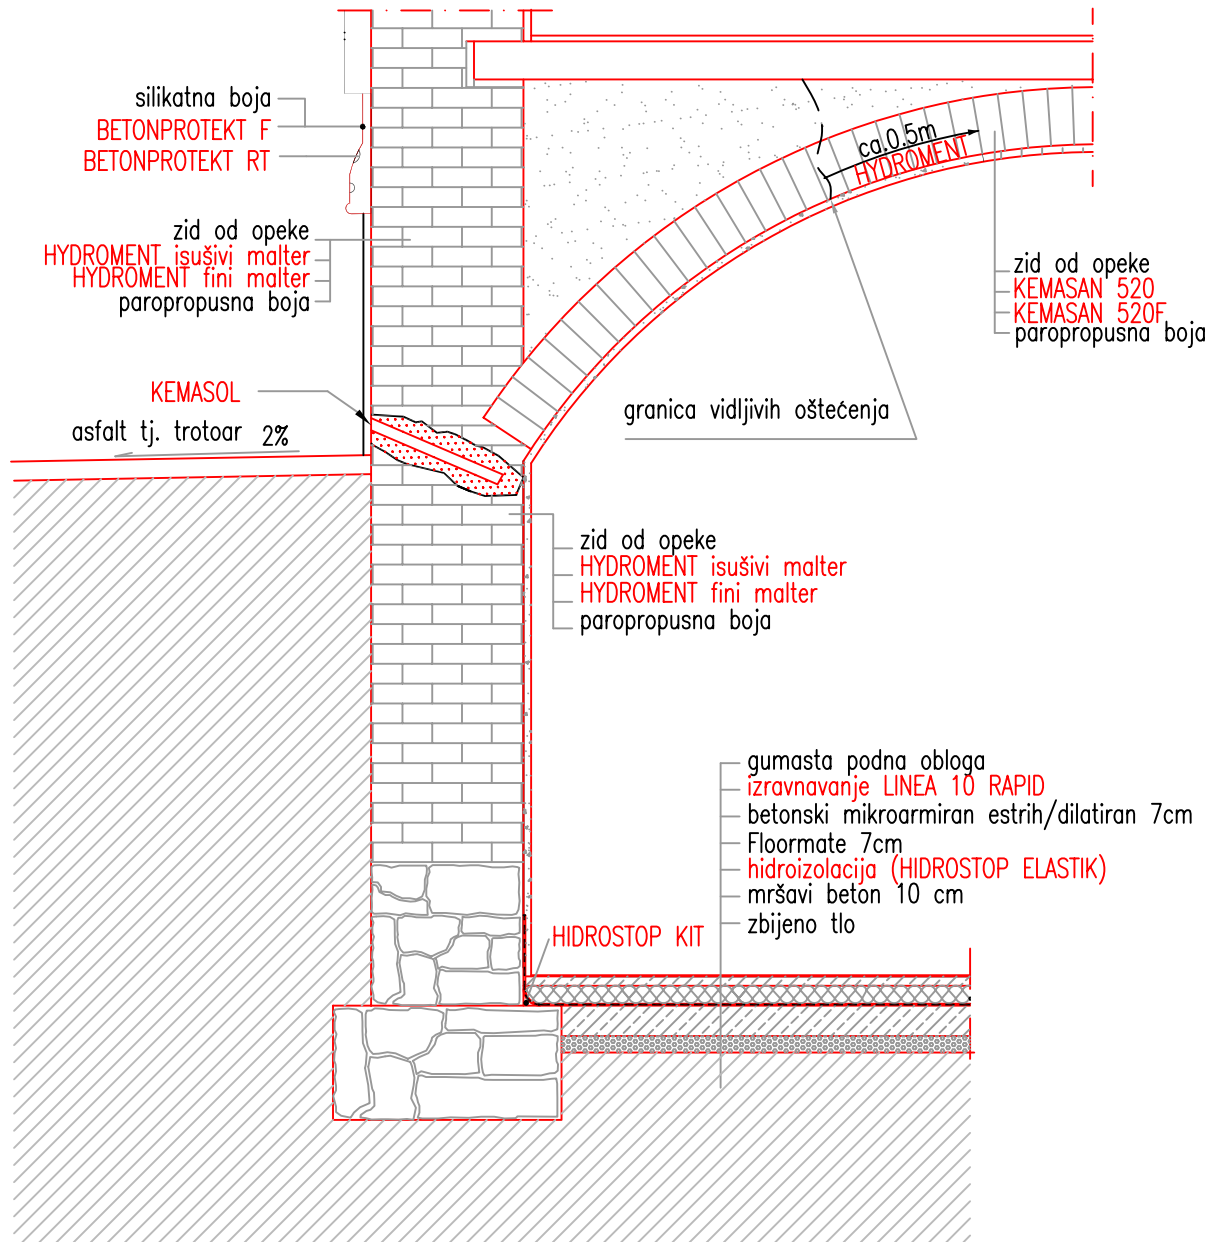 silikatna boja
BETONPROTEKT F
BETONPROTEKT RT
zid od opeke
HYDROMENT isušivi malter
HYDROMENT fini malter
paropropusna boja
KEMASOL
asfalt tj. trotoar 2%
ca.0.5m
HYDROMENT
zid od opeke
KEMASAN 520
KEMASAN 520F
paropropusna boja
granica vidljivih oštećenja
zid od opeke
HYDROMENT isušivi malter
HYDROMENT fini malter
paropropusna boja
gumasta podna obloga
izravnavanje LINEA 10 RAPID
betonski mikroarmiran estrih/dilatiran 7cm
Floormate 7cm
hidroizolacija (HIDROSTOP ELASTIK)
mršavi beton 10 cm
zbijeno tlo
HIDROSTOP KIT